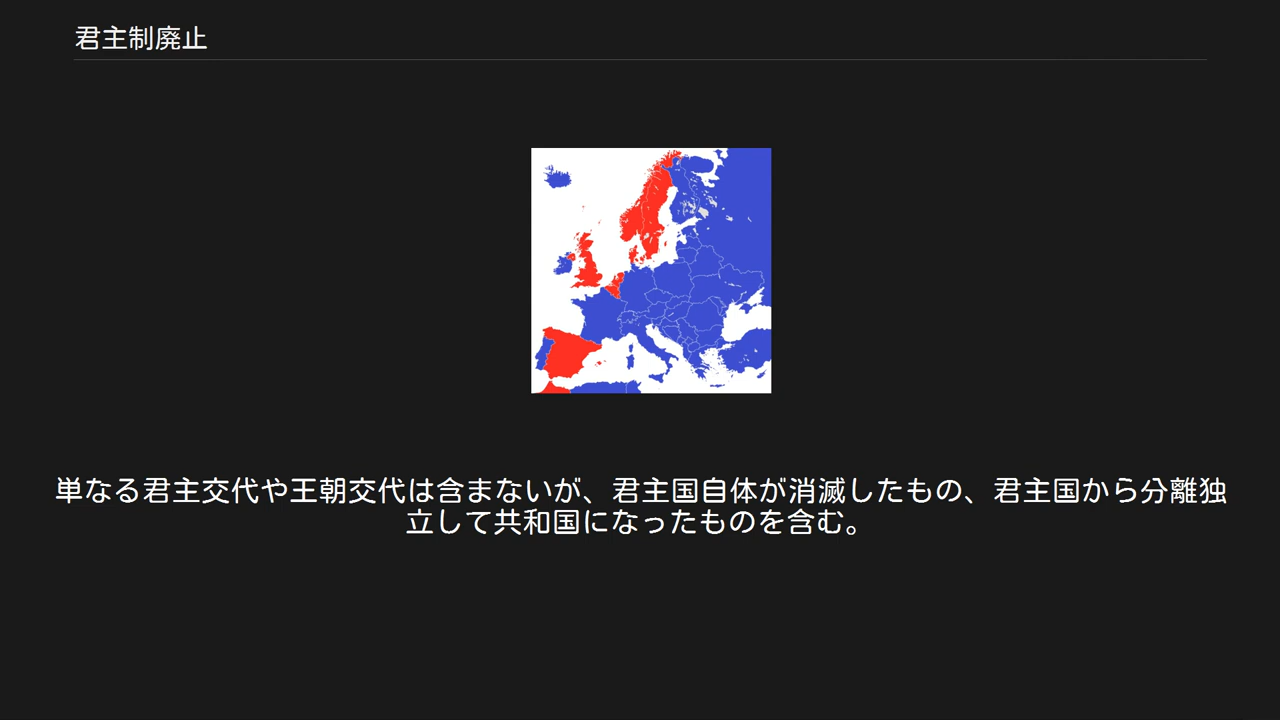 君主制廃止
単なる君主交代や王朝交代は含まないが、君主国自体が消滅したもの、君主国から分離独
立して共和国になったものを含む。